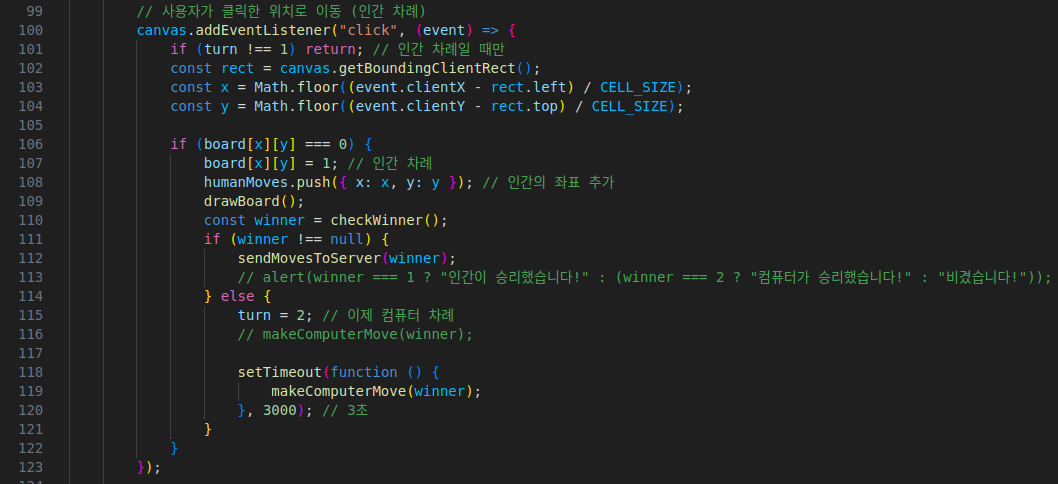 99 // 사용자가 클릭한 위치로 이동 (인간 차례)
100 canvas.addEventListener("click", (event) => {
101 if (turn !== 1) return; // 인간 차례일 때만
102 const rect = canvas.getBoundingClientRect();
103 const x = Math.floor((event.clientX - rect.left) / CELL_SIZE);
104 const y = Math.floor((event.clientY - rect.top) / CELL_SIZE);
105
106 if (board[x][y] === 0) {
107 board[x][y] = 1; // 인간 차례
108 humanMoves.push({ x: x, y: y }); // 인간의 좌표 추가
109 drawBoard();
110 const winner = checkWinner();
111 if (winner !== null) {
112 sendMovesToServer(winner);
113 // alert(winner === 1 ? "인간이 승리했습니다!" : (winner === 2 ? "컴퓨터가 승리했습니다!" : "비겼습니다!"));
114 } else {
115 turn = 2; // 이제 컴퓨터 차례
116 // makeComputerMove(winner);
117
118 setTimeout(function () {
119 makeComputerMove(winner);
120 }, 3000); // 3초
121 }
122 }
123 });